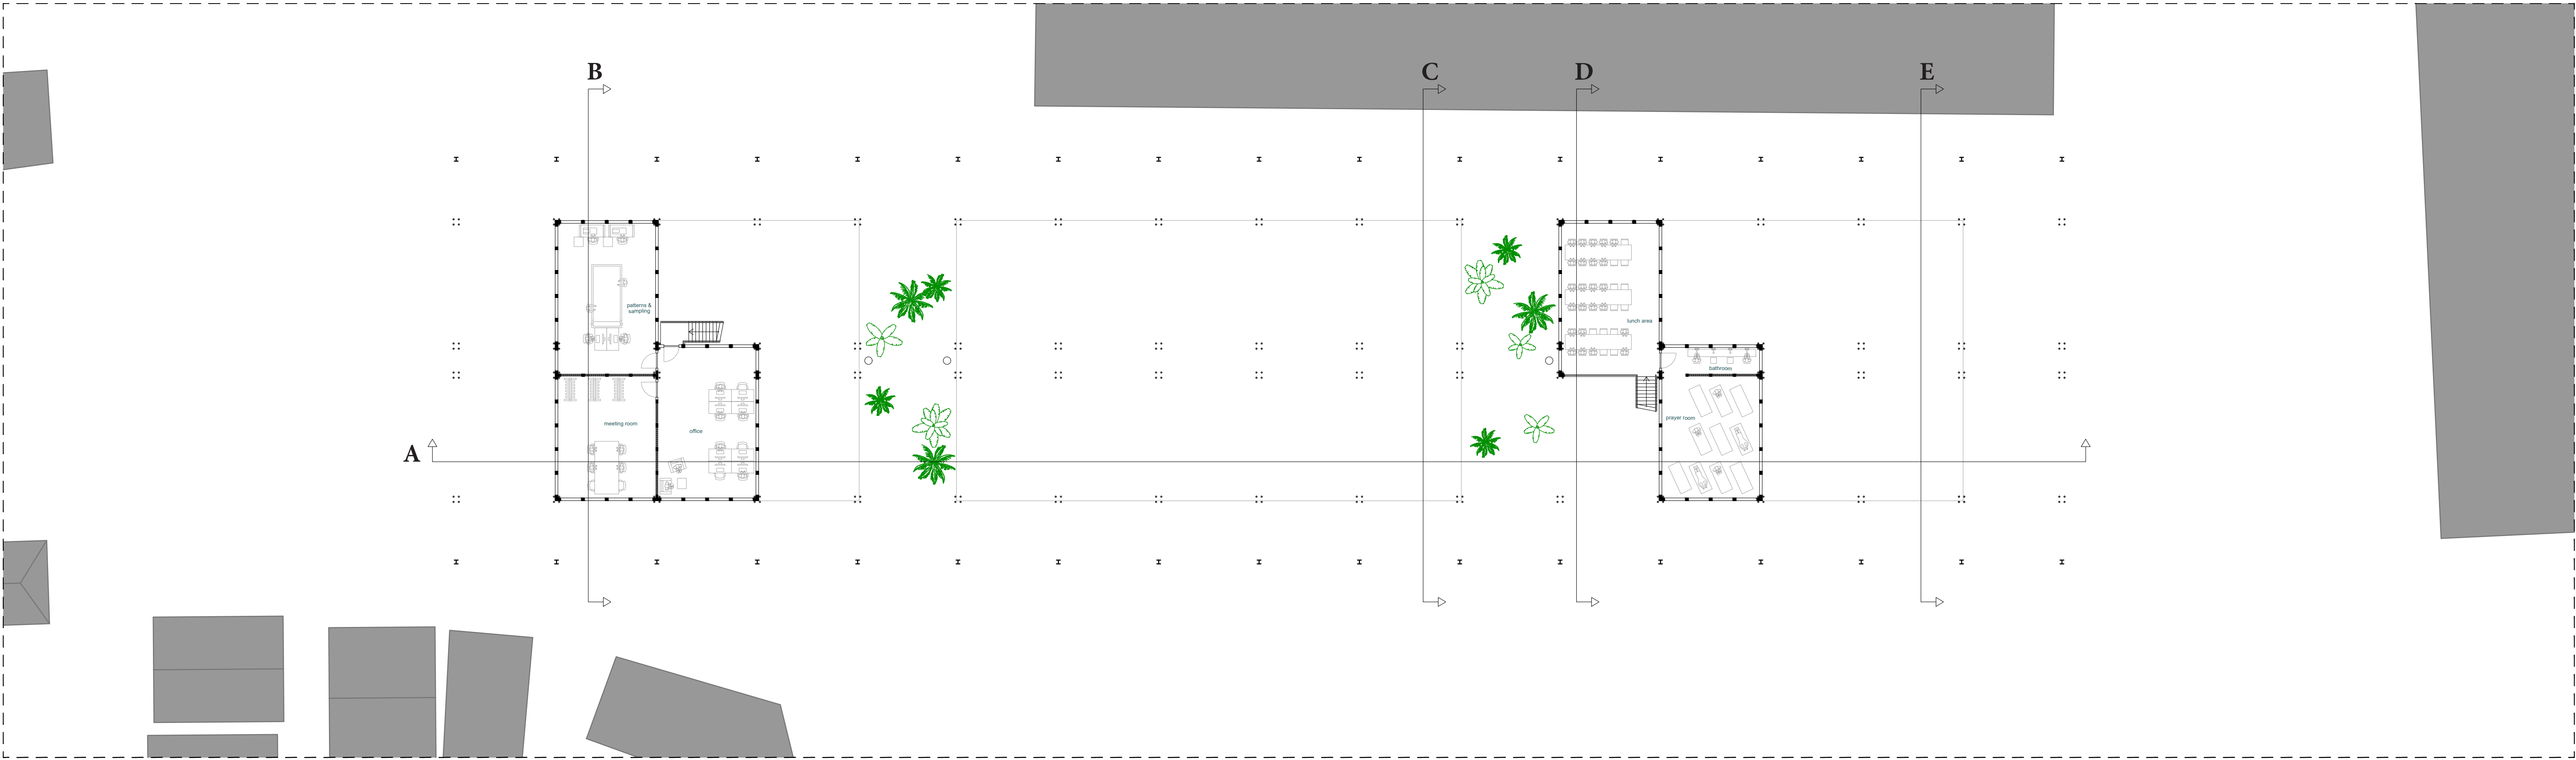 B
C
D
E
patterns &
sampling
lunch area
bathroom
prayer room
meeting room
office
A